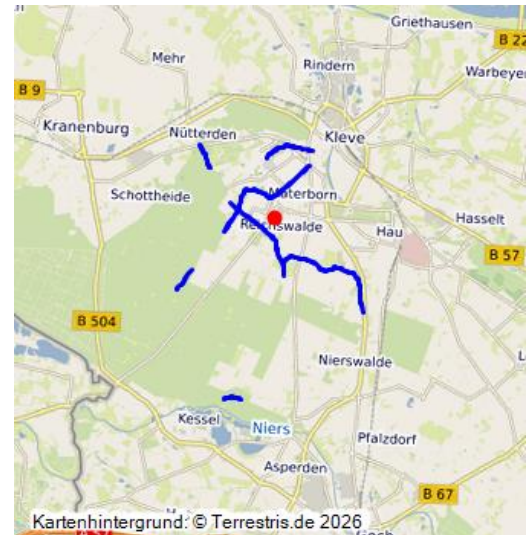 Griethausen
B 22
Mehr
Rindern
Warbeye
B 9
Kranenburg
Nütterden
Kleve
Schottheide
Materborn
Hasselt
Reichswalde
Hau
B 57
B 504
Nierswalde
Kessel
Niers
Pfalzdorf
Asperden
B 67
Kartenhintergrund: © Terrestris.de 2026